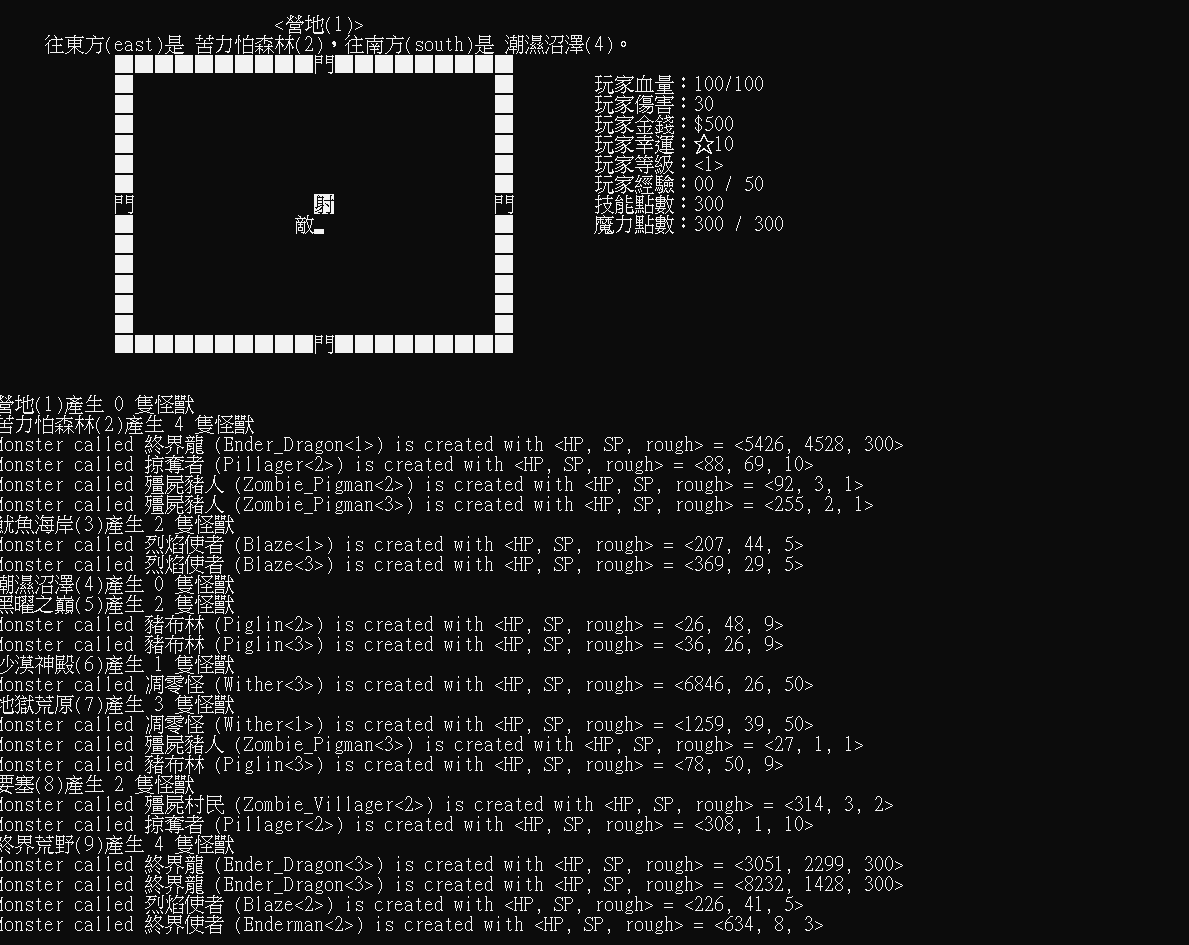 <營地(1)>
往東方(east)是 苦力怕森林(2)，往南方(south)是 潮濕沼澤(4)。
門
玩家血量：100/100
玩家傷害：30
玩家金錢：$500
玩家幸運：☆10
玩家等級：<1>
玩家經驗：00 / 50
門 射 門 技能點數：300
敵 魔力點數：300 / 300
門
營地(1)產生 0 隻怪獸
苦力怕森林(2)產生 4 隻怪獸
Monster called 終界龍 (Ender_Dragon<1>) is created with <HP, SP, rough> = <5426, 4528, 300>
Monster called 掠奪者 (Pillager<2>) is created with <HP, SP, rough> = <88, 69, 10>
Monster called 殭屍豬人 (Zombie_Pigman<2>) is created with <HP, SP, rough> = <92, 3, 1>
Monster called 殭屍豬人 (Zombie_Pigman<3>) is created with <HP, SP, rough> = <255, 2, 1>
魷魚海岸(3)產生 2 隻怪獸
Monster called 烈焰使者 (Blaze<1>) is created with <HP, SP, rough> = <207, 44, 5>
Monster called 烈焰使者 (Blaze<3>) is created with <HP, SP, rough> = <369, 29, 5>
潮濕沼澤(4)產生 0 隻怪獸
黑曜之巔(5)產生 2 隻怪獸
Monster called 豬布林 (Piglin<2>) is created with <HP, SP, rough> = <26, 48, 9>
Monster called 豬布林 (Piglin<3>) is created with <HP, SP, rough> = <36, 26, 9>
沙漠神殿(6)產生 1 隻怪獸
Monster called 凋零怪 (Wither<3>) is created with <HP, SP, rough> = <6846, 26, 50>
地獄荒原(7)產生 3 隻怪獸
Monster called 凋零怪 (Wither<1>) is created with <HP, SP, rough> = <1259, 39, 50>
Monster called 殭屍豬人 (Zombie_Pigman<3>) is created with <HP, SP, rough> = <27, 1, 1>
Monster called 豬布林 (Piglin<3>) is created with <HP, SP, rough> = <78, 50, 9>
要塞(8)產生 2 隻怪獸
Monster called 殭屍村民 (Zombie_Villager<2>) is created with <HP, SP, rough> = <314, 3, 2>
Monster called 掠奪者 (Pillager<2>) is created with <HP, SP, rough> = <308, 1, 10>
終界荒野(9)產生 4 隻怪獸
Monster called 終界龍 (Ender_Dragon<3>) is created with <HP, SP, rough> = <3051, 2299, 300>
Monster called 終界龍 (Ender_Dragon<3>) is created with <HP, SP, rough> = <8232, 1428, 300>
Monster called 烈焰使者 (Blaze<2>) is created with <HP, SP, rough> = <226, 41, 5>
Monster called 終界使者 (Enderman<2>) is created with <HP, SP, rough> = <634, 8, 3>